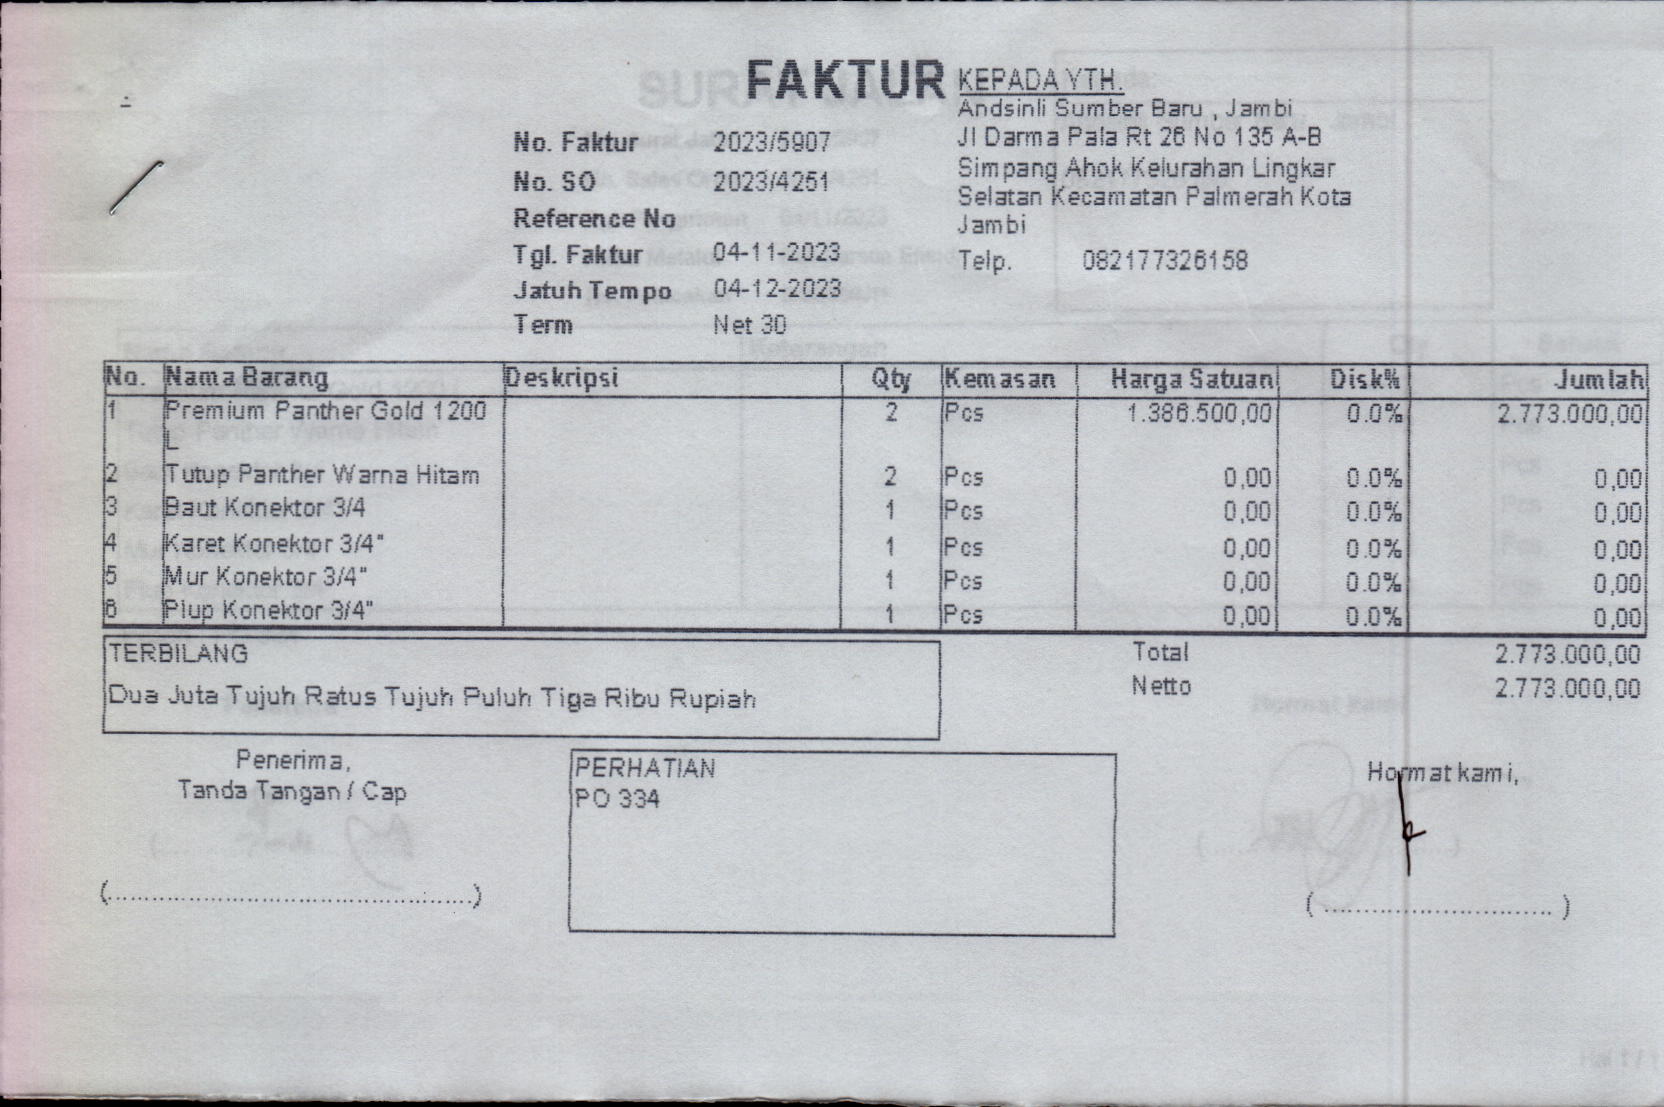 FAKTUR
KEPADA YTH.
Andsinli Sumber Baru , Jambi
Jl Darma Pala Rt 26 No 135 A-B
Simpang Ahok Kelurahan Lingkar
Selatan Kecamatan Palmerah Kota
Jambi
Telp. 082177326158
No. Faktur 2023/5907
No. SO 2023/4251
Reference No
Tgl. Faktur 04-11-2023
Jatuh Tempo 04-12-2023
Term Net 30
No. Nama Barang Deskripsi Qty Kemasan Harga Satuan Disk% Jumlah
1 Premium Panther Gold 1200 2 Pcs 1.386.500,00 0.0% 2.773.000,00
L
2 Tutup Panther Warna Hitam 2 Pcs 0,00 0.0% 0,00
3 Baut Konektor 3/4 1 Pcs 0,00 0.0% 0,00
4 Karet Konektor 3/4" 1 Pcs 0,00 0.0% 0,00
5 Mur Konektor 3/4" 1 Pcs 0,00 0.0% 0,00
6 Plup Konektor 3/4" 1 Pcs 0,00 0.0% 0,00
TERBILANG
Dua Juta Tujuh Ratus Tujuh Puluh Tiga Ribu Rupiah
Total 2.773.000,00
Netto 2.773.000,00
Penerima,
Tanda Tangan / Cap
(................................................)
PERHATIAN
PO 334
Hormat kami,
( ............................. )